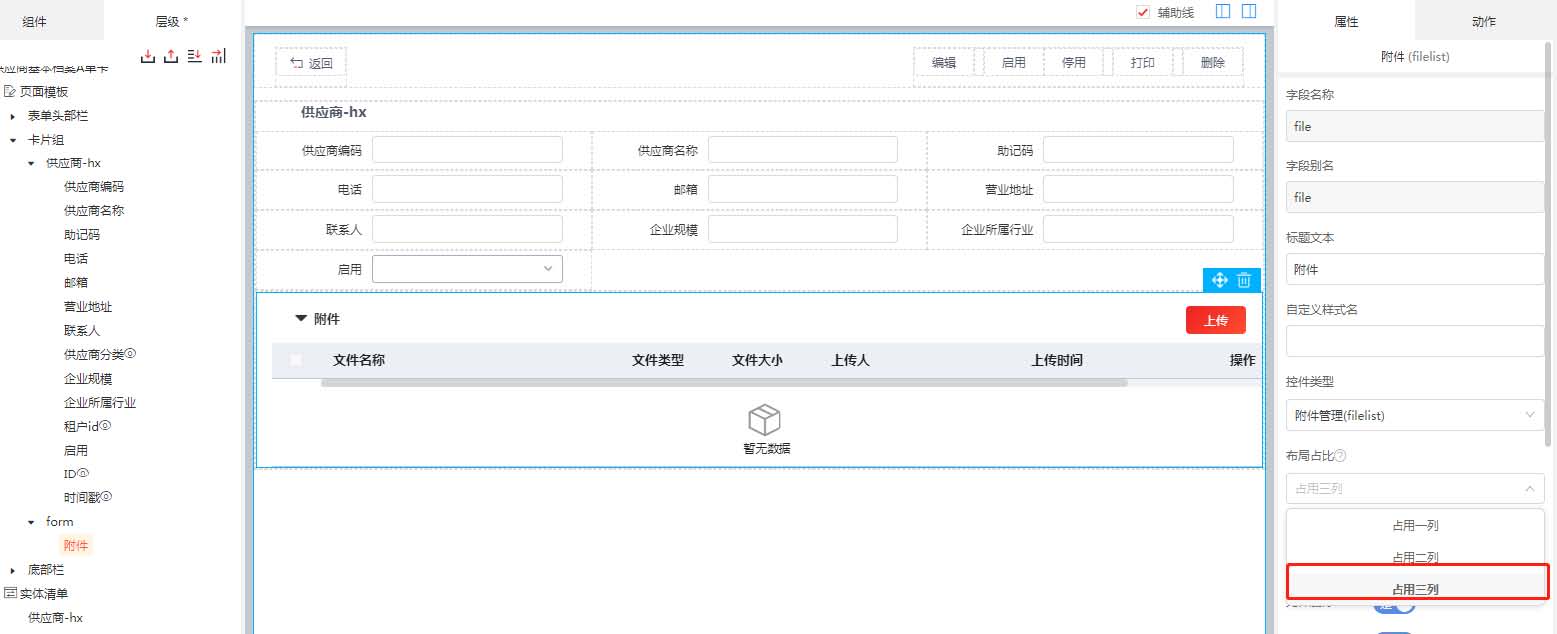 组件
层级 *
供应商基本档案A单卡
页面模板
表单头部栏
卡片组
供应商-hx
供应商编码
供应商名称
助记码
电话
邮箱
营业地址
联系人
供应商分类
企业规模
企业所属行业
租户id
启用
ID
时间戳
form
附件
底部栏
实体清单
供应商-hx
辅助线
返回
编辑 启用 停用 打印 删除
供应商-hx
供应商编码 供应商名称 助记码
电话 邮箱 营业地址
联系人 企业规模 企业所属行业
启用
附件
上传
文件名称 文件类型 文件大小 上传人 上传时间 操作
暂无数据
属性 动作
附件 (filelist)
字段名称
file
字段别名
file
标题文本
附件
自定义样式名
控件类型
附件管理(filelist)
布局占比
占用三列
占用一列
占用二列
占用三列
是